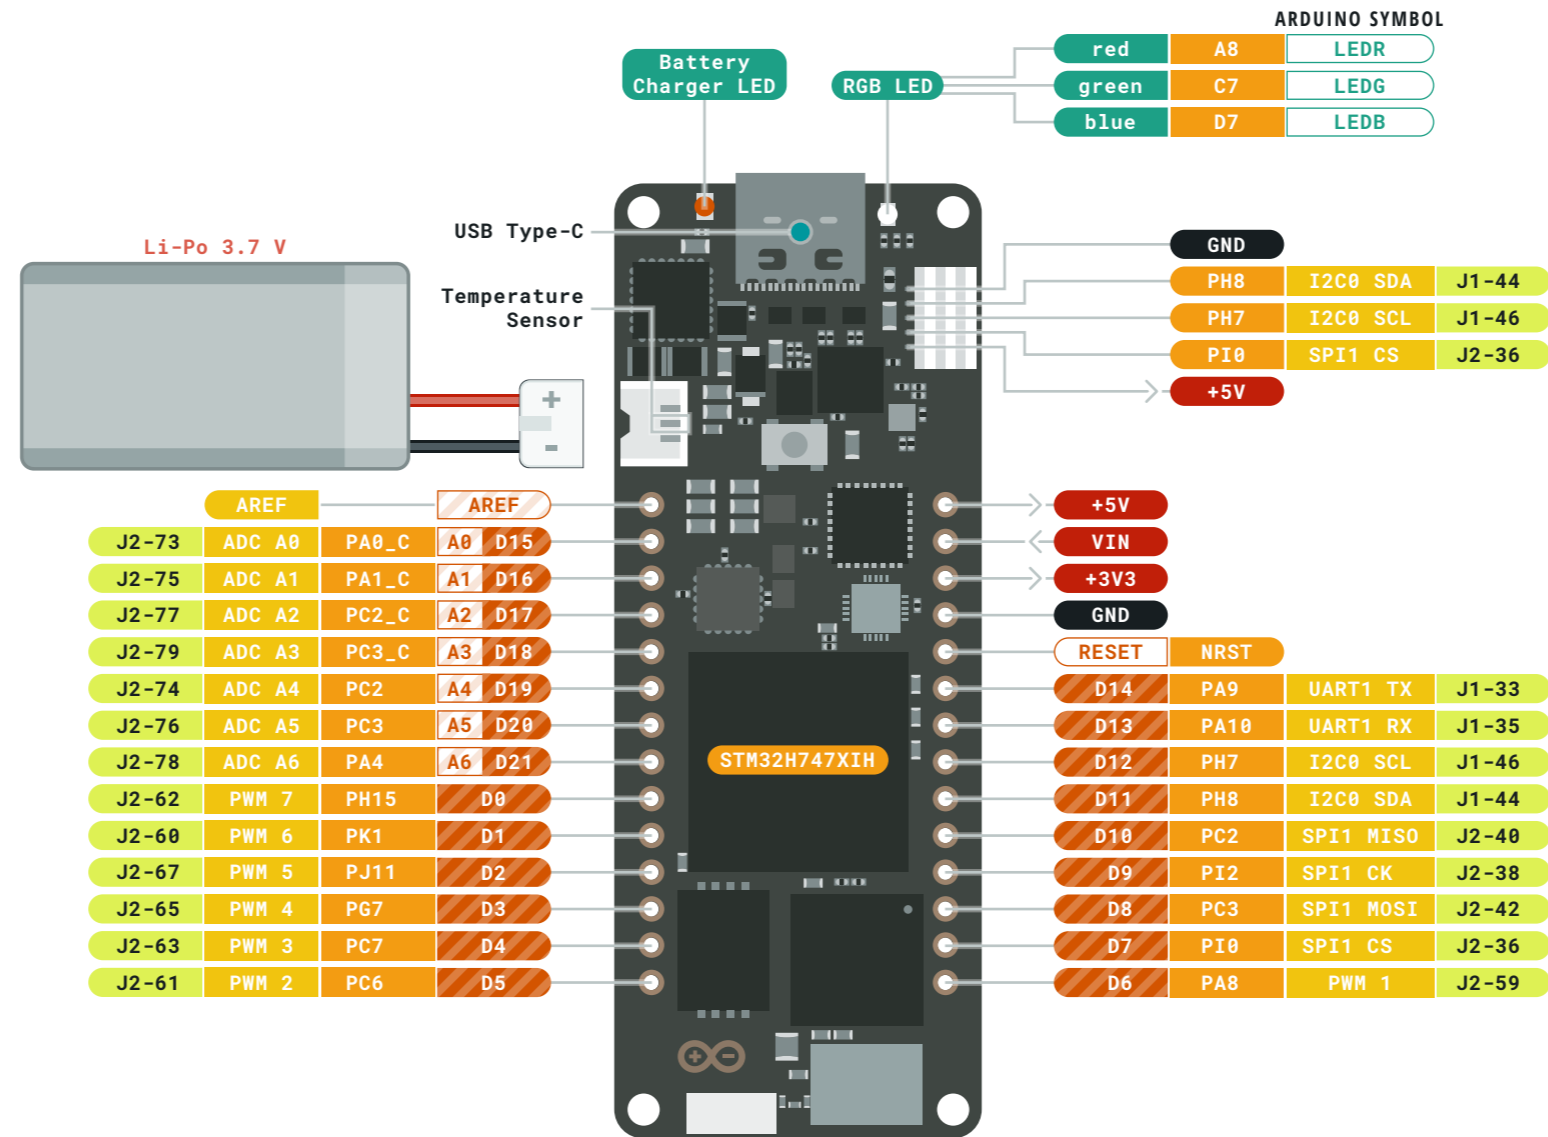 ARDUINO SYMBOL
red A8 LEDR
Battery
Charger LED
RGB LED
green C7 LEDG
blue D7 LEDB
USB Type-C
GND
Li-Po 3.7 V
PH8 I2C0 SDA J1-44
Temperature
Sensor
PH7 I2C0 SCL J1-46
PI0 SPI1 CS J2-36
+5V
+
-
AREF AREF
+5V
J2-73 ADC A0 PA0_C A0 D15
VIN
J2-75 ADC A1 PA1_C A1 D16
+3V3
J2-77 ADC A2 PC2_C A2 D17
GND
J2-79 ADC A3 PC3_C A3 D18
RESET NRST
J2-74 ADC A4 PC2 A4 D19
D14 PA9 UART1 TX J1-33
J2-76 ADC A5 PC3 A5 D20
D13 PA10 UART1 RX J1-35
J2-78 ADC A6 PA4 A6 D21
STM32H747XIH
D12 PH7 I2C0 SCL J1-46
J2-62 PWM 7 PH15 D0
D11 PH8 I2C0 SDA J1-44
J2-60 PWM 6 PK1 D1
D10 PC2 SPI1 MISO J2-40
J2-67 PWM 5 PJ11 D2
D9 PI2 SPI1 CK J2-38
J2-65 PWM 4 PG7 D3
D8 PC3 SPI1 MOSI J2-42
J2-63 PWM 3 PC7 D4
D7 PI0 SPI1 CS J2-36
J2-61 PWM 2 PC6 D5
D6 PA8 PWM 1 J2-59